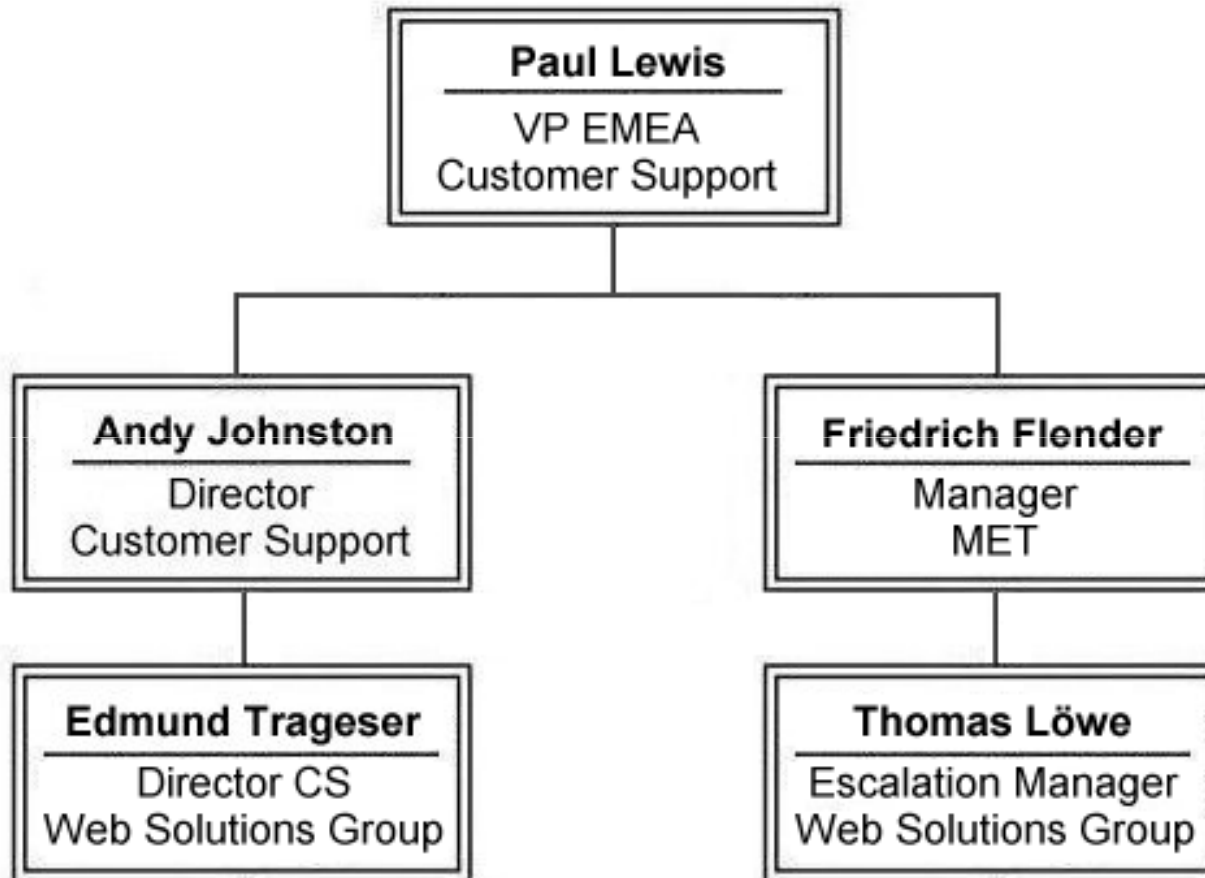 Paul Lewis
VP EMEA
Customer Support
Andy Johnston
Director
Customer Support
Friedrich Flender
Manager
MET
Edmund Trageser
Director CS
Web Solutions Group
Thomas Löwe
Escalation Manager
Web Solutions Group